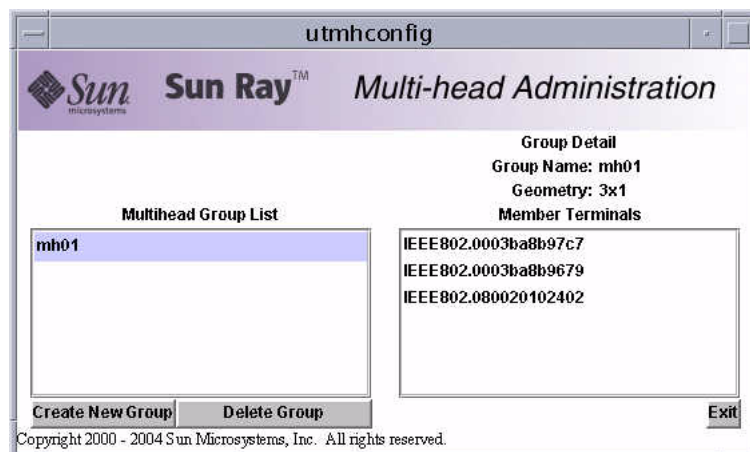 utmhconfig
Sun microsystems Sun Ray™ Multi-head Administration
Group Detail
Group Name: mh01
Geometry: 3x1
Multihead Group List
Member Terminals
mh01
IEEE802.0003ba8b97c7
IEEE802.0003ba8b9679
IEEE802.080020102402
Create New Group Delete Group Exit
Copyright 2000 - 2004 Sun Microsystems, Inc. All rights reserved.